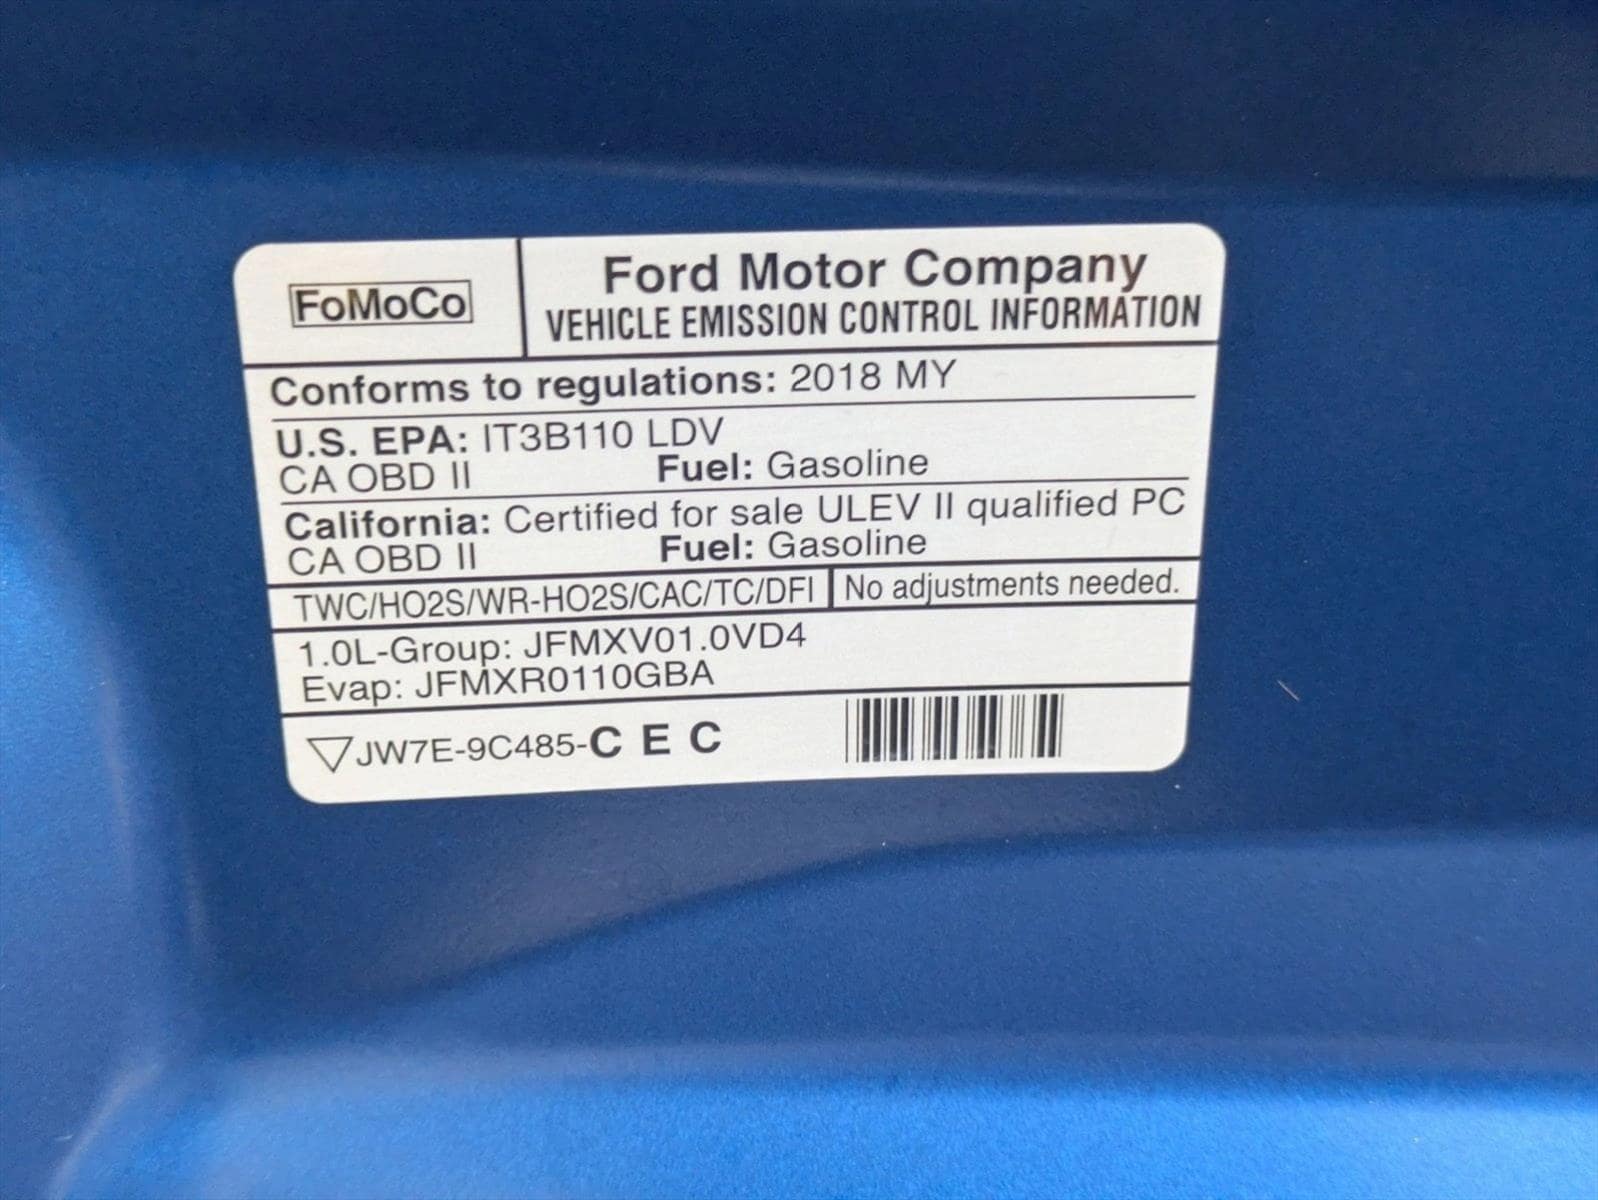 FoMoCo
Ford Motor Company
VEHICLE EMISSION CONTROL INFORMATION
Conforms to regulations: 2018 MY
U.S. EPA: IT3B110 LDV
CA OBD II Fuel: Gasoline
California: Certified for sale ULEV II qualified PC
CA OBD II Fuel: Gasoline
TWC/HO2S/WR-HO2S/CAC/TC/DFI No adjustments needed.
1.0L-Group: JFMXV01.0VD4
Evap: JFMXR0110GBA
JW7E-9C485-C E C